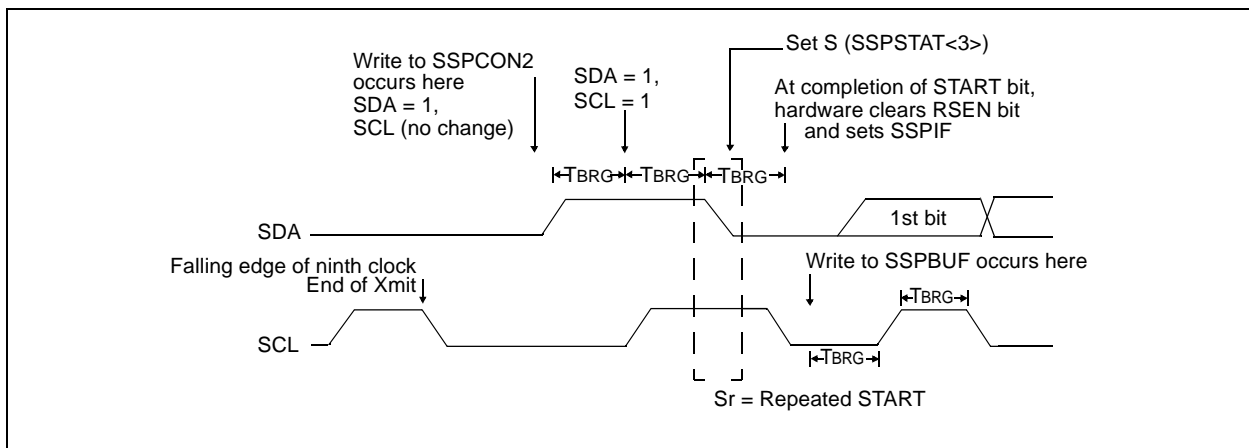 Set S (SSPSTAT<3>)
Write to SSPCON2
occurs here
SDA = 1,
SCL (no change)
SDA = 1,
SCL = 1
At completion of START bit,
hardware clears RSEN bit
and sets SSPIF
TBRG
TBRG
TBRG
SDA
1st bit
Falling edge of ninth clock
End of Xmit
Write to SSPBUF occurs here
TBRG
SCL
TBRG
Sr = Repeated START